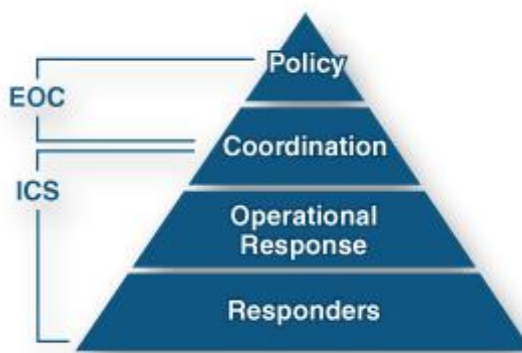 Policy
EOC
Coordination
ICS
Operational
Response
Responders